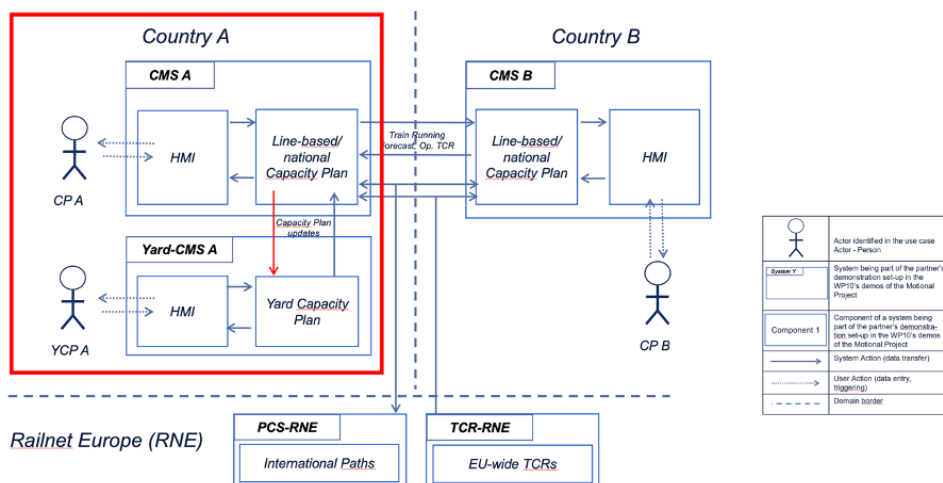 Country A
Country B
CMS A
HMI
Line-based/
national
Capacity Plan
CP A
Train Running
Forecast, Op. TCR
CMS B
Line-based/
national
Capacity Plan
HMI
CP B
Capacity Plan
updates
Yard-CMS A
HMI
Yard Capacity
Plan
YCP A
Railnet Europe (RNE)
PCS-RNE
International Paths
TCR-RNE
EU-wide TCRs
Actor identified in the use case
Actor - Person
System Y
System being part of the partner's
demonstration set-up in the
WP10's demos of the Motional
Project
Component 1
Component of a system being
part of the partner's demonstra-
tion set-up in the WP10's demos
of the Motional Project
System Action (data transfer)
User Action (data entry,
triggering)
Domain border